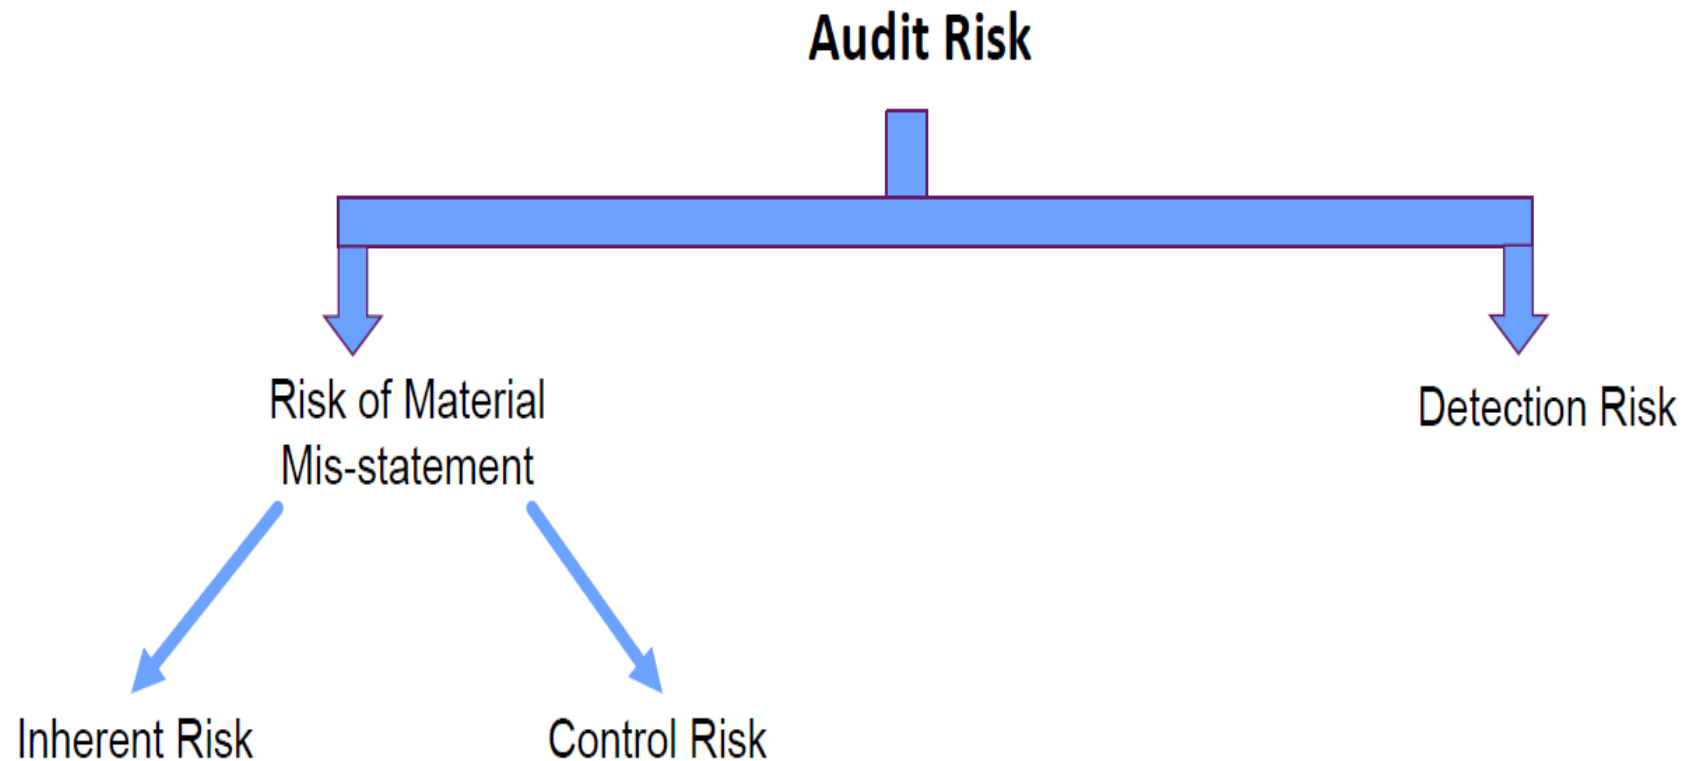 Audit Risk
Risk of Material
Mis-statement
Detection Risk
Inherent Risk
Control Risk